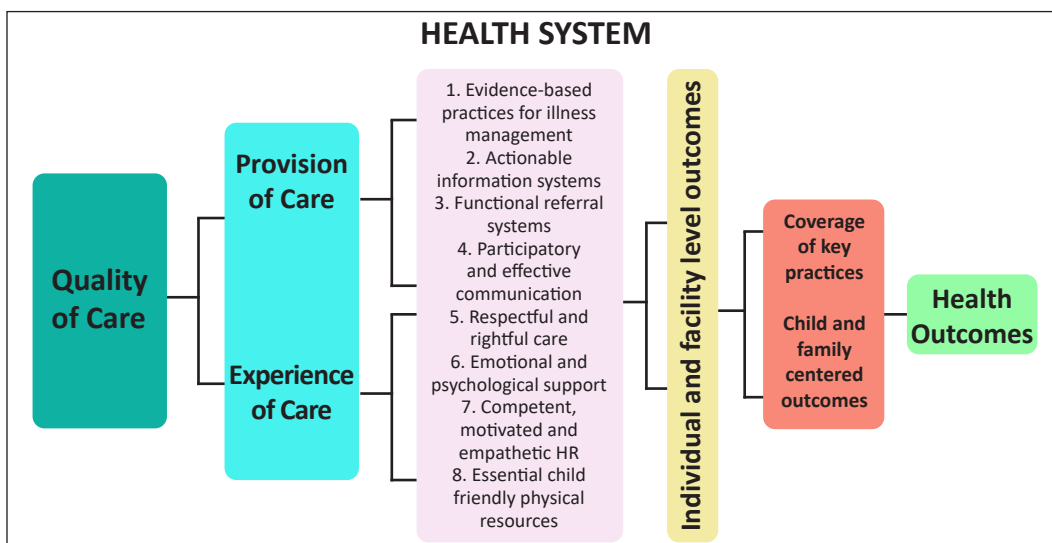 HEALTH SYSTEM
Quality
of Care
Provision
of Care
Experience
of Care
1. Evidence-based
practices for illness
management
2. Actionable
information systems
3. Functional referral
systems
4. Participatory
and effective
communication
5. Respectful and
rightful care
6. Emotional and
psychological support
7. Competent,
motivated and
empathetic HR
8. Essential child
friendly physical
resources
Individual and facility level outcomes
Coverage
of key
practices
Child and
family
centered
outcomes
Health
Outcomes